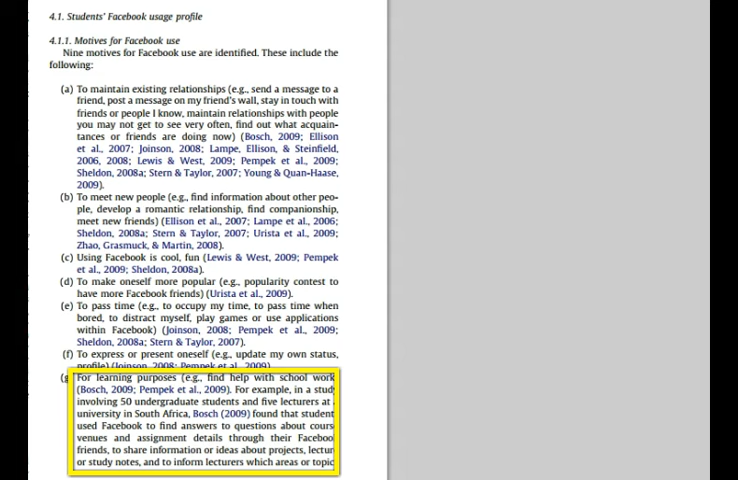 4.1. Students' Facebook usage profile
4.1.1. Motives for Facebook use
Nine motives for Facebook use are identified. These include the
following:
(a) To maintain existing relationships (e.g., send a message to a
friend, post a message on my friend's wall, stay in touch with
friends or people I know, maintain relationships with people
you may not get to see very often, find out what acquain-
tances or friends are doing now) (Bosch, 2009; Ellison
et al., 2007; Joinson, 2008; Lampe, Ellison, & Steinfield,
2006, 2008; Lewis & West, 2009; Pempek et al., 2009;
Sheldon, 2008a; Stern & Taylor, 2007; Young & Quan-Haase,
2009).
(b) To meet new people (e.g., find information about other peo-
ple, develop a romantic relationship, find companionship,
meet new friends) (Ellison et al., 2007; Lampe et al., 2006;
Sheldon, 2008a; Stern & Taylor, 2007; Urista et al., 2009;
Zhao, Grasmuck, & Martin, 2008).
(c) Using Facebook is cool, fun (Lewis & West, 2009; Pempek
et al., 2009; Sheldon, 2008a).
(d) To make oneself more popular (e.g., popularity contest to
have more Facebook friends) (Urista et al., 2009).
(e) To pass time (e.g., to occupy my time, to pass time when
bored, to distract myself, play games or use applications
within Facebook) (Joinson, 2008; Pempek et al., 2009;
Sheldon, 2008a; Stern & Taylor, 2007).
(f) To express or present oneself (e.g., update my own status,
profile) (Joinson, 2008; Pempek et al., 2009).
(g For learning purposes (e.g., find help with school work
(Bosch, 2009; Pempek et al., 2009). For example, in a stud
involving 50 undergraduate students and five lecturers at
university in South Africa, Bosch (2009) found that student
used Facebook to find answers to questions about cours
venues and assignment details through their Faceboo
friends, to share information or ideas about projects, lectur
or study notes, and to inform lecturers which areas or topic